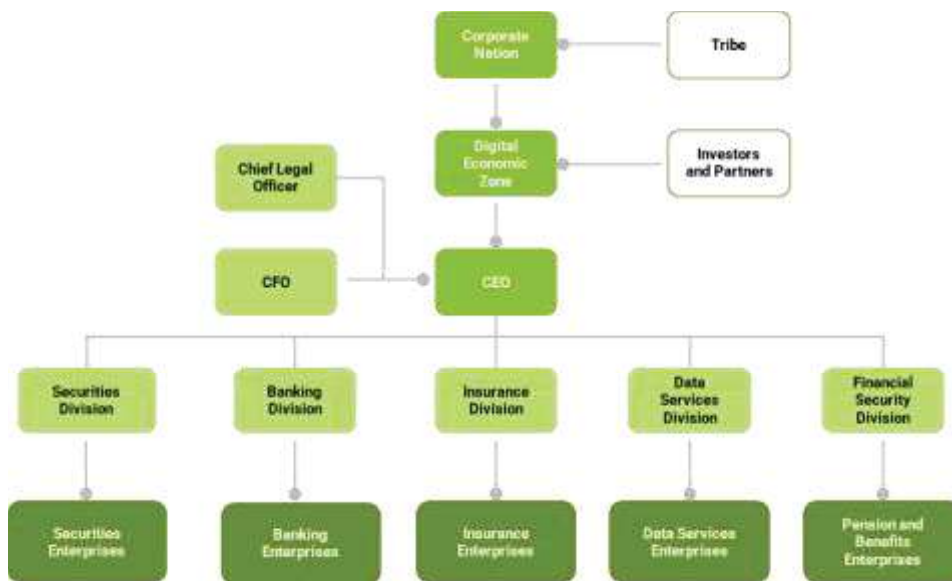 Corporate
Nation
Tribe
Digital
Economic
Zone
Investors
and Partners
Chief Legal
Officer
CFO
CEO
Securities
Division
Banking
Division
Insurance
Division
Data
Services
Division
Financial
Security
Division
Securities
Enterprises
Banking
Enterprises
Insurance
Enterprises
Data Services
Enterprises
Pension and
Benefits
Enterprises